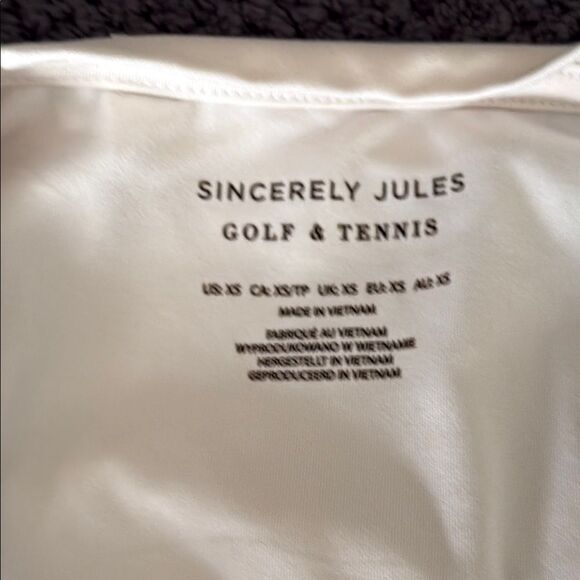 SINCERELY JULES
GOLF & TENNIS
US: XS CA: XS/TP UK: XS EU: XS AU: XS
MADE IN VIETNAM
FABRIQUÉ AU VIETNAM
WYPRODUKOWANO W WIETNAMIE
HERGESTELLT IN VIETNAM
GEPRODUCEERD IN VIETNAM